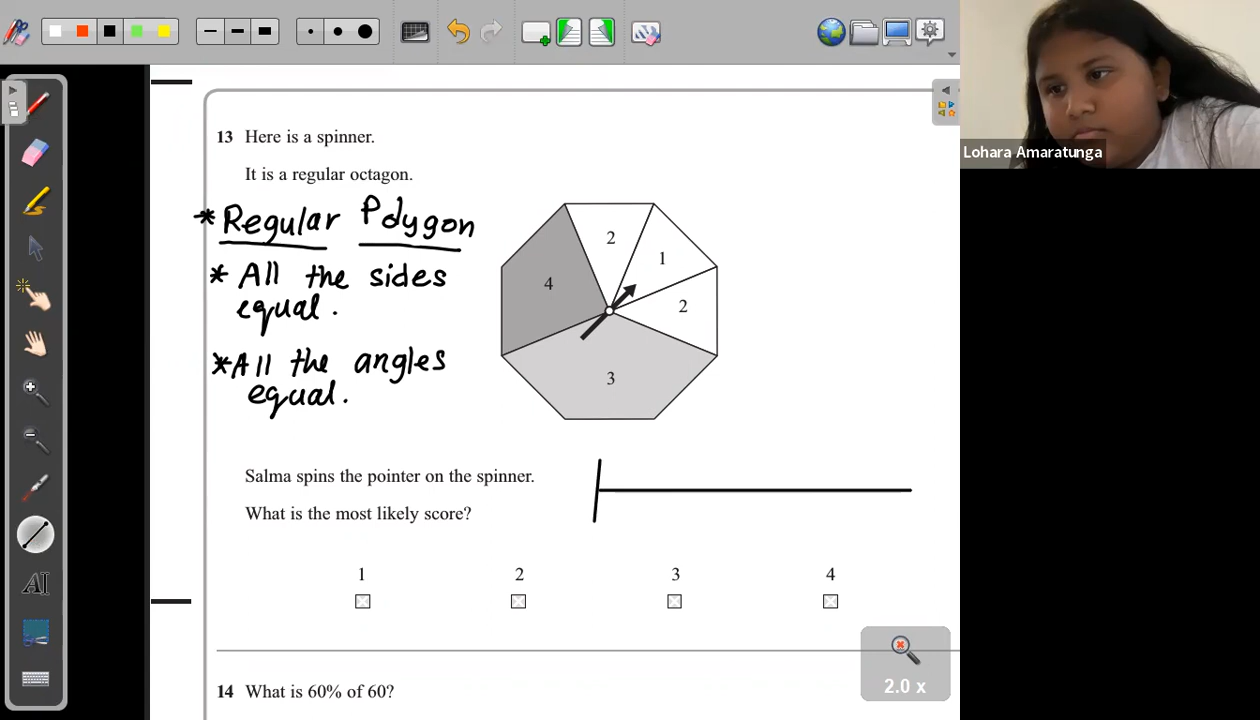 Lohara Amaratunga
13 Here is a spinner.
It is a regular octagon.
* Regular Polygon
* All the sides
equal.
* All the angles
equal.
2
1
4
2
3
Salma spins the pointer on the spinner.
What is the most likely score?
1 2 3 4
14 What is 60% of 60?
2.0 x
AI